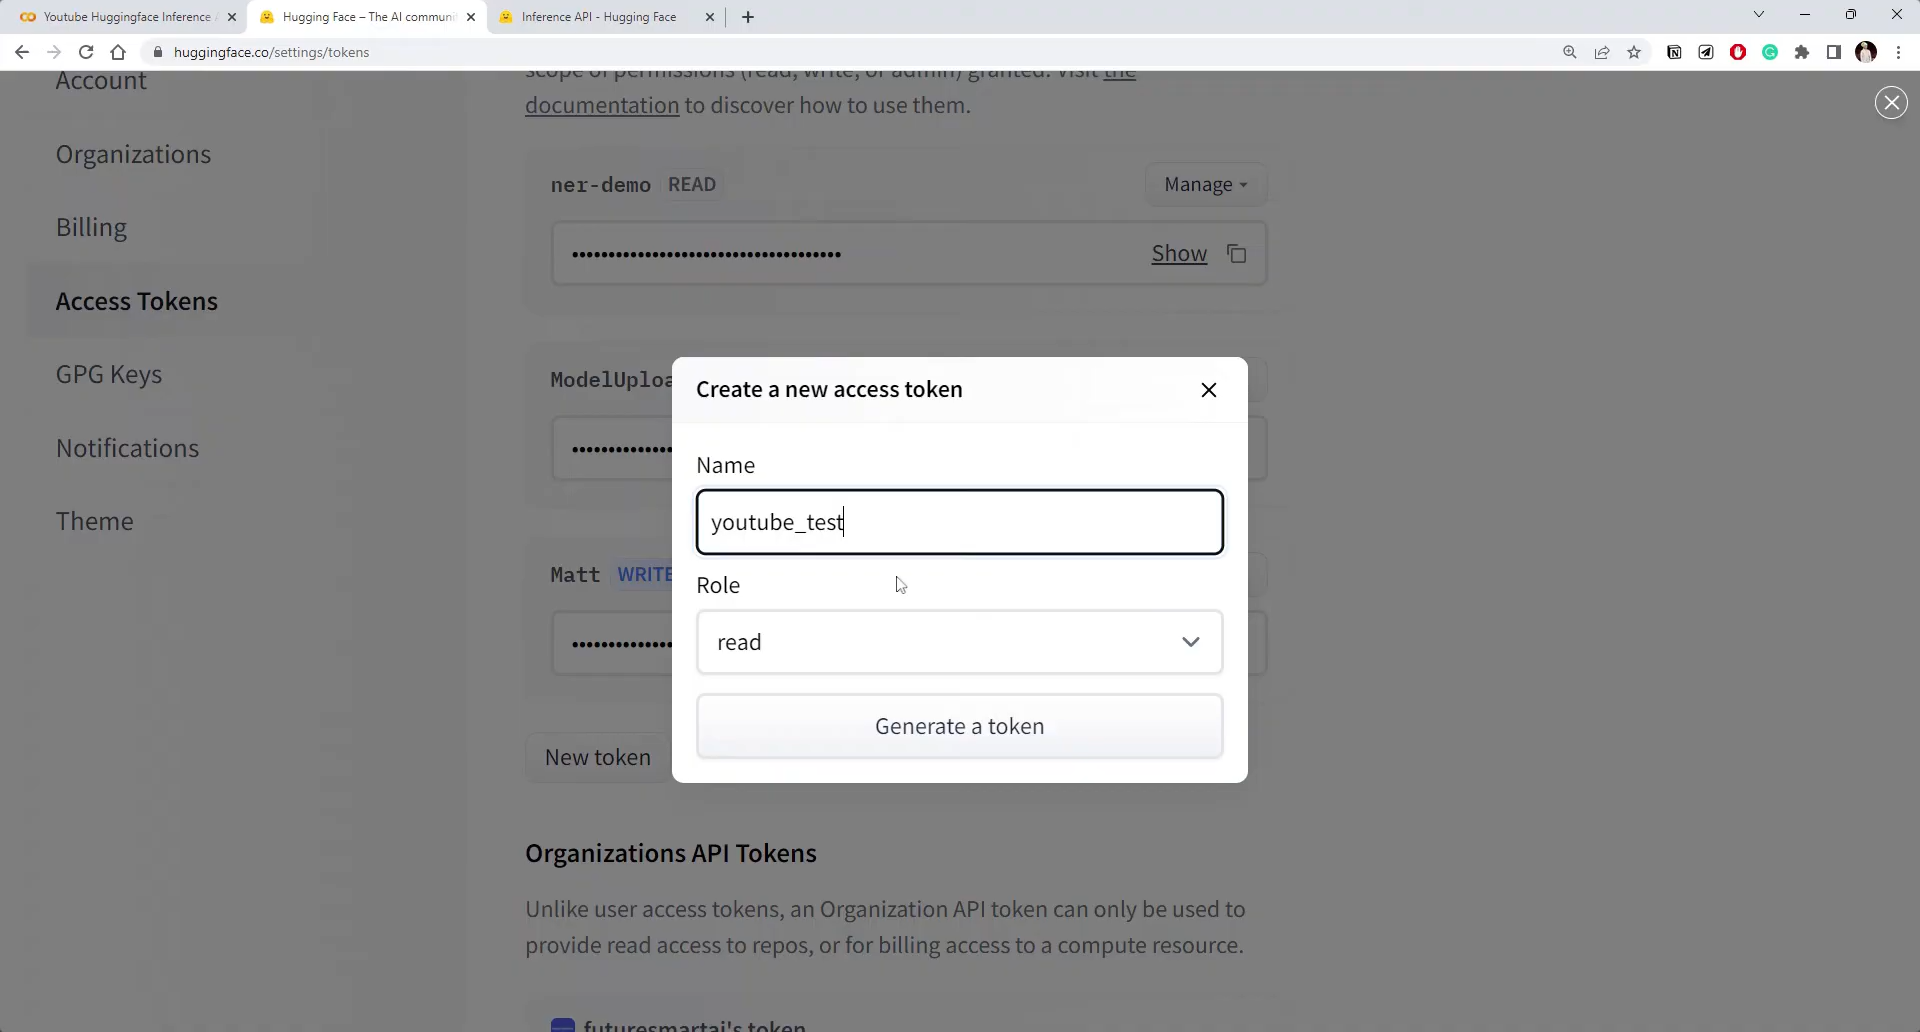 Youtube Huggingface Inference
Hugging Face – The AI communit
Inference API - Hugging Face
huggingface.co/settings/tokens
Account
Organizations
Billing
Access Tokens
GPG Keys
Notifications
Theme
scope of permissions (read, write, or admin) granted. Visit the
documentation to discover how to use them.
ner-demo READ
Manage
Show
ModelUploa
Matt WRITE
New token
Create a new access token
Name
youtube_test
Role
read
Generate a token
Organizations API Tokens
Unlike user access tokens, an Organization API token can only be used to
provide read access to repos, or for billing access to a compute resource.
futuresmartai's token